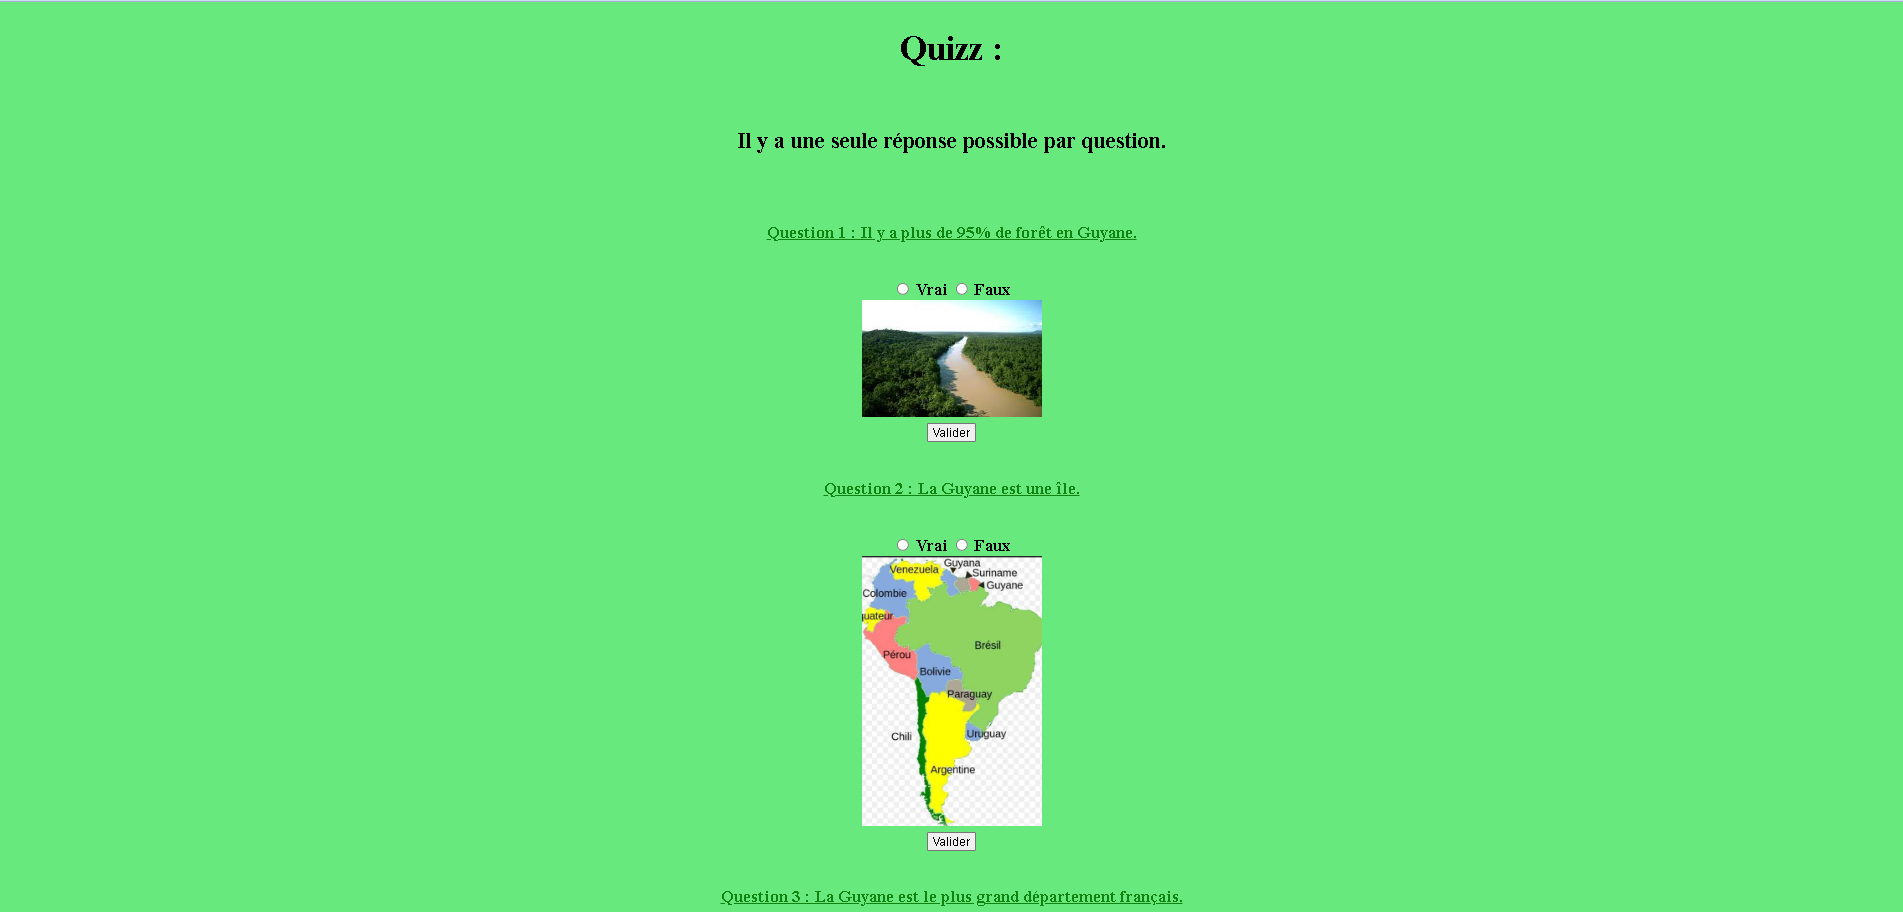 Quizz :
Il y a une seule réponse possible par question.
Question 1 : Il y a plus de 95% de forêt en Guyane.
Vrai Faux
Valider
Question 2 : La Guyane est une île.
Vrai Faux
Guyana
Venezuela
Suriname
Guyane
Colombie
quateur
Brésil
Pérou
Bolivie
Paraguay
Chili
Uruguay
Argentine
Valider
Question 3 : La Guyane est le plus grand département français.